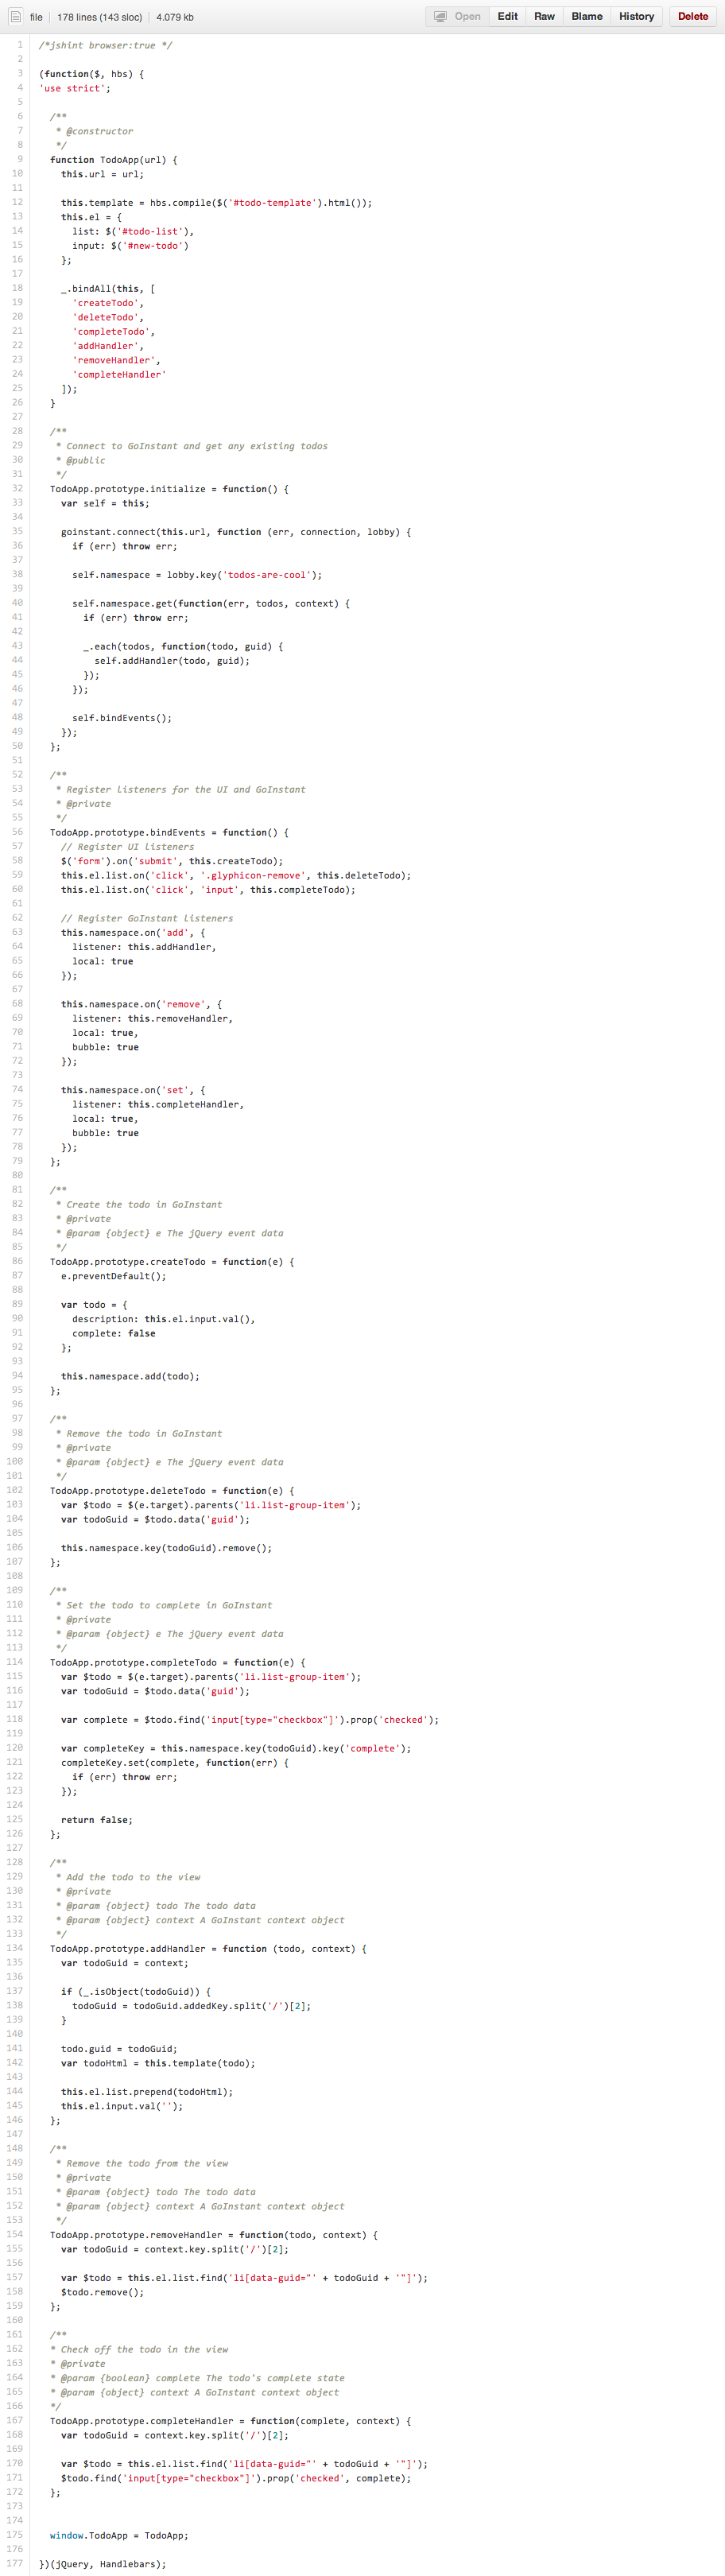 file | 178 lines (143 sloc) | 4.079 kb Open Edit Raw Blame History Delete
1 /*jshint browser:true */
2
3 (function($, hbs) {
4 'use strict';
5
6 /**
7 * @constructor
8 */
9 function TodoApp(url) {
10 this.url = url;
11
12 this.template = hbs.compile($('#todo-template').html());
13 this.el = {
14 list: $('#todo-list'),
15 input: $('#new-todo')
16 };
17
18 _.bindAll(this, [
19 'createTodo',
20 'deleteTodo',
21 'completeTodo',
22 'addHandler',
23 'removeHandler',
24 'completeHandler'
25 ]);
26 }
27
28 /**
29 * Connect to GoInstant and get any existing todos
30 * @public
31 */
32 TodoApp.prototype.initialize = function() {
33 var self = this;
34
35 goinstant.connect(this.url, function (err, connection, lobby) {
36 if (err) throw err;
37
38 self.namespace = lobby.key('todos-are-cool');
39
40 self.namespace.get(function(err, todos, context) {
41 if (err) throw err;
42
43 _.each(todos, function(todo, guid) {
44 self.addHandler(todo, guid);
45 });
46 });
47
48 self.bindEvents();
49 });
50 };
51
52 /**
53 * Register listeners for the UI and GoInstant
54 * @private
55 */
56 TodoApp.prototype.bindEvents = function() {
57 // Register UI listeners
58 $('form').on('submit', this.createTodo);
59 this.el.list.on('click', '.glyphicon-remove', this.deleteTodo);
60 this.el.list.on('click', 'input', this.completeTodo);
61
62 // Register GoInstant listeners
63 this.namespace.on('add', {
64 listener: this.addHandler,
65 local: true
66 });
67
68 this.namespace.on('remove', {
69 listener: this.removeHandler,
70 local: true,
71 bubble: true
72 });
73
74 this.namespace.on('set', {
75 listener: this.completeHandler,
76 local: true,
77 bubble: true
78 });
79 };
80
81 /**
82 * Create the todo in GoInstant
83 * @private
84 * @param {object} e The jQuery event data
85 */
86 TodoApp.prototype.createTodo = function(e) {
87 e.preventDefault();
88
89 var todo = {
90 description: this.el.input.val(),
91 complete: false
92 };
93
94 this.namespace.add(todo);
95 };
96
97 /**
98 * Remove the todo in GoInstant
99 * @private
100 * @param {object} e The jQuery event data
101 */
102 TodoApp.prototype.deleteTodo = function(e) {
103 var $todo = $(e.target).parents('li.list-group-item');
104 var todoGuid = $todo.data('guid');
105
106 this.namespace.key(todoGuid).remove();
107 };
108
109 /**
110 * Set the todo to complete in GoInstant
111 * @private
112 * @param {object} e The jQuery event data
113 */
114 TodoApp.prototype.completeTodo = function(e) {
115 var $todo = $(e.target).parents('li.list-group-item');
116 var todoGuid = $todo.data('guid');
117
118 var complete = $todo.find('input[type="checkbox"]').prop('checked');
119
120 var completeKey = this.namespace.key(todoGuid).key('complete');
121 completeKey.set(complete, function(err) {
122 if (err) throw err;
123 });
124
125 return false;
126 };
127
128 /**
129 * Add the todo to the view
130 * @private
131 * @param {object} todo The todo data
132 * @param {object} context A GoInstant context object
133 */
134 TodoApp.prototype.addHandler = function (todo, context) {
135 var todoGuid = context;
136
137 if (_.isObject(todoGuid)) {
138 todoGuid = todoGuid.addedKey.split('/')[2];
139 }
140
141 todo.guid = todoGuid;
142 var todoHtml = this.template(todo);
143
144 this.el.list.prepend(todoHtml);
145 this.el.input.val('');
146 };
147
148 /**
149 * Remove the todo from the view
150 * @private
151 * @param {object} todo The todo data
152 * @param {object} context A GoInstant context object
153 */
154 TodoApp.prototype.removeHandler = function(todo, context) {
155 var todoGuid = context.key.split('/')[2];
156
157 var $todo = this.el.list.find('li[data-guid="' + todoGuid + '"]');
158 $todo.remove();
159 };
160
161 /**
162 * Check off the todo in the view
163 * @private
164 * @param {boolean} complete The todo's complete state
165 * @param {object} context A GoInstant context object
166 */
167 TodoApp.prototype.completeHandler = function(complete, context) {
168 var todoGuid = context.key.split('/')[2];
169
170 var $todo = this.el.list.find('li[data-guid="' + todoGuid + '"]');
171 $todo.find('input[type="checkbox"]').prop('checked', complete);
172 };
173
174
175 window.TodoApp = TodoApp;
176
177 })(jQuery, Handlebars);